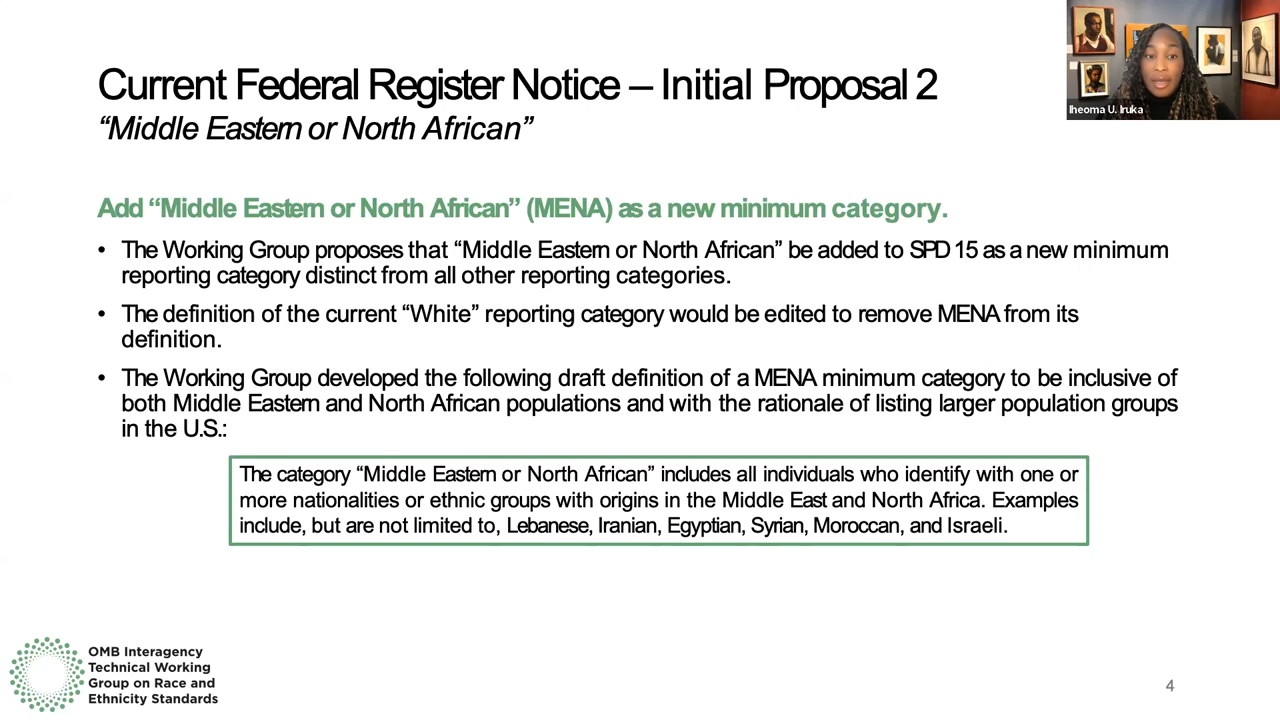 Current Federal Register Notice – Initial Proposal 2
“Middle Eastern or North African”
Iheoma U. Iruka
Add “Middle Eastern or North African” (MENA) as a new minimum category.
• The Working Group proposes that “Middle Eastern or North African” be added to SPD 15 as a new minimum
reporting category distinct from all other reporting categories.
• The definition of the current “White” reporting category would be edited to remove MENA from its
definition.
• The Working Group developed the following draft definition of a MENA minimum category to be inclusive of
both Middle Eastern and North African populations and with the rationale of listing larger population groups
in the U.S.:
The category “Middle Eastern or North African” includes all individuals who identify with one or
more nationalities or ethnic groups with origins in the Middle East and North Africa. Examples
include, but are not limited to, Lebanese, Iranian, Egyptian, Syrian, Moroccan, and Israeli.
OMB Interagency
Technical Working
Group on Race and
Ethnicity Standards
4